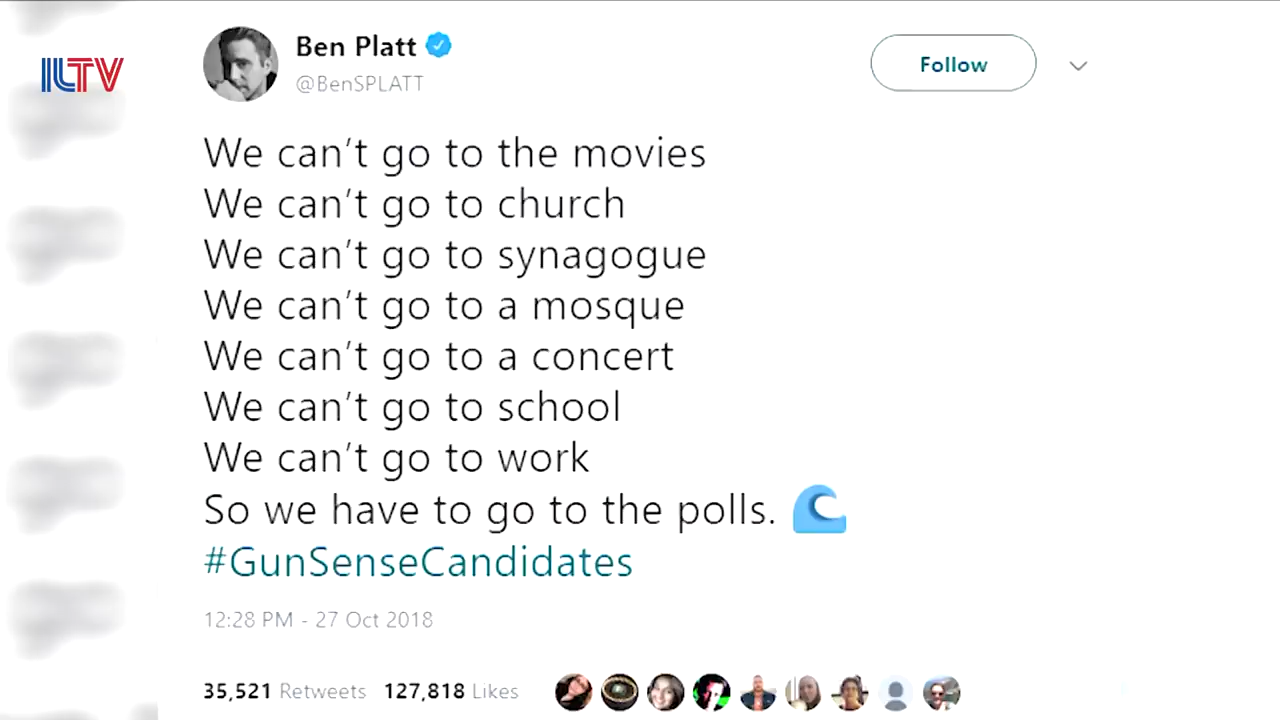 ILTV
Ben Platt
@BenSPLATT
Follow
We can't go to the movies
We can't go to church
We can't go to synagogue
We can't go to a mosque
We can't go to a concert
We can't go to school
We can't go to work
So we have to go to the polls. 🌊
#GunSenseCandidates
12:28 PM - 27 Oct 2018
35,521 Retweets 127,818 Likes